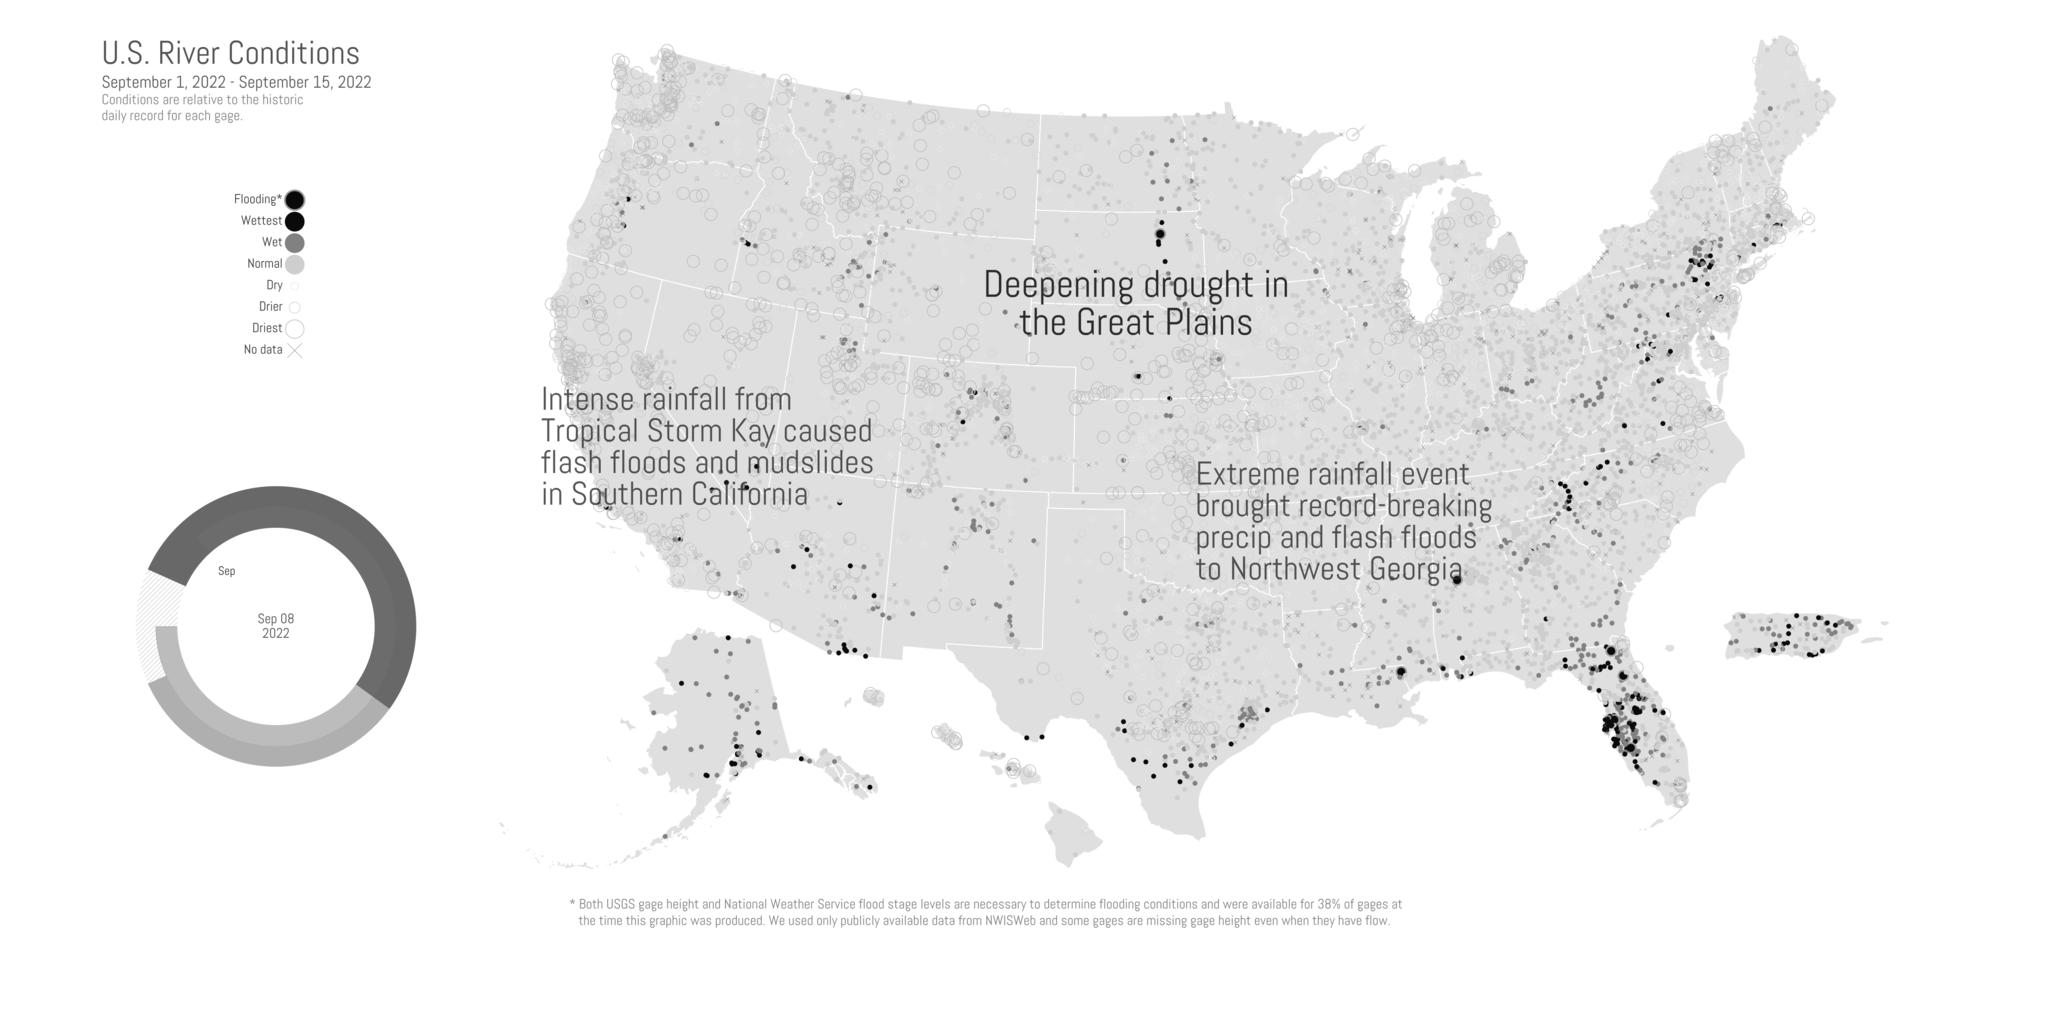 U.S. River Conditions
September 1, 2022 - September 15, 2022
Conditions are relative to the historic
daily record for each gage.
Flooding*
Wettest
Wet
Normal
Dry
Drier
Driest
No data
Sep
Sep 08
2022
Deepening drought in
the Great Plains
Intense rainfall from
Tropical Storm Kay caused
flash floods and mudslides
in Southern California
Extreme rainfall event
brought record-breaking
precip and flash floods
to Northwest Georgia
* Both USGS gage height and National Weather Service flood stage levels are necessary to determine flooding conditions and were available for 38% of gages at
the time this graphic was produced. We used only publicly available data from NWISWeb and some gages are missing gage height even when they have flow.